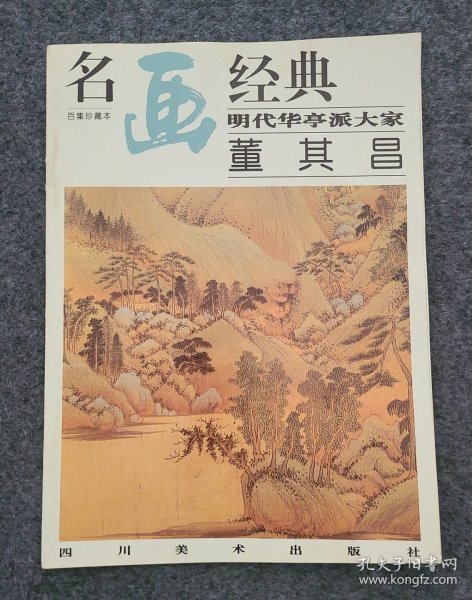 名画经典
百集珍藏本
明代华亭派大家
董其昌
四川美术出版社
孔夫子旧书网
www.kongfz.com